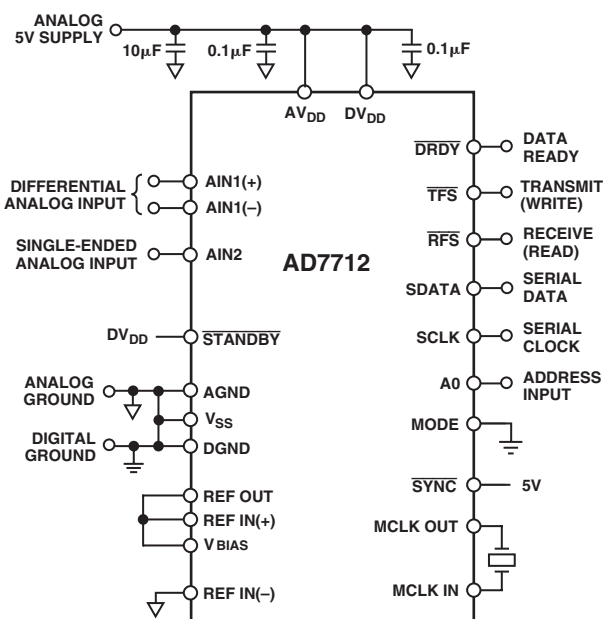 ANALOG
5V SUPPLY
10µF
0.1µF
0.1µF
AVDD
DVDD
DIFFERENTIAL
ANALOG INPUT
AIN1(+)
AIN1(–)
SINGLE-ENDED
ANALOG INPUT
AIN2
DVDD
STANDBY
ANALOG
GROUND
AGND
VSS
DIGITAL
GROUND
DGND
REF OUT
REF IN(+)
VBIAS
REF IN(–)
AD7712
DRDY
DATA
READY
TFS
TRANSMIT
(WRITE)
RFS
RECEIVE
(READ)
SDATA
SERIAL
DATA
SCLK
SERIAL
CLOCK
A0
ADDRESS
INPUT
MODE
SYNC
5V
MCLK OUT
MCLK IN